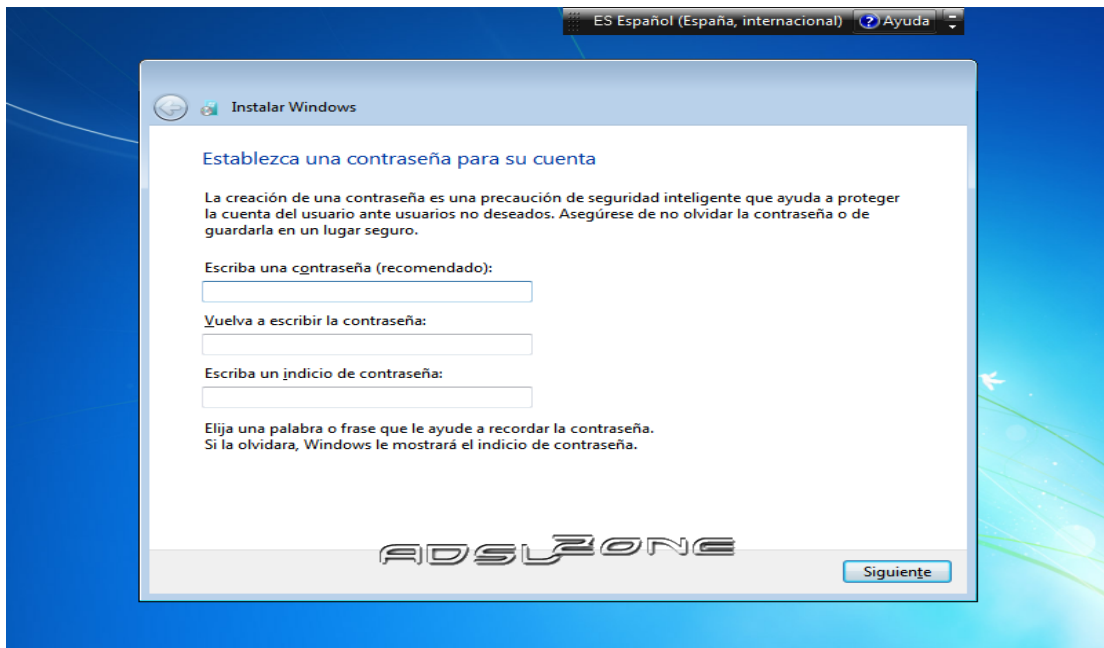 ES Español (España, internacional) ? Ayuda
Instalar Windows
Establezca una contraseña para su cuenta
La creación de una contraseña es una precaución de seguridad inteligente que ayuda a proteger
la cuenta del usuario ante usuarios no deseados. Asegúrese de no olvidar la contraseña o de
guardarla en un lugar seguro.
Escriba una contraseña (recomendado):
Vuelva a escribir la contraseña:
Escriba un indicio de contraseña:
Elija una palabra o frase que le ayude a recordar la contraseña.
Si la olvidara, Windows le mostrará el indicio de contraseña.
ADSLZONE
Siguiente